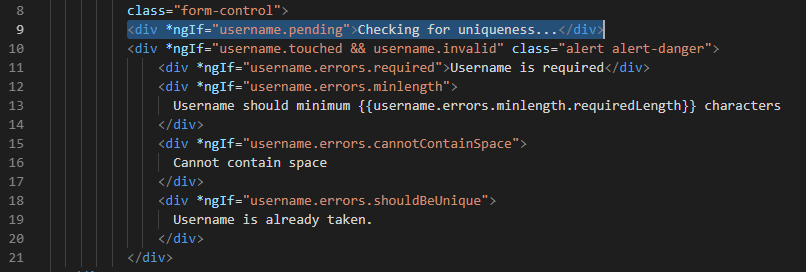 8 class="form-control">
9 <div *ngIf="username.pending">Checking for uniqueness...</div>
10 <div *ngIf="username.touched && username.invalid" class="alert alert-danger">
11 <div *ngIf="username.errors.required">Username is required</div>
12 <div *ngIf="username.errors.minlength">
13 Username should minimum {{username.errors.minlength.requiredLength}} characters
14 </div>
15 <div *ngIf="username.errors.cannotContainSpace">
16 Cannot contain space
17 </div>
18 <div *ngIf="username.errors.shouldBeUnique">
19 Username is already taken.
20 </div>
21 </div>